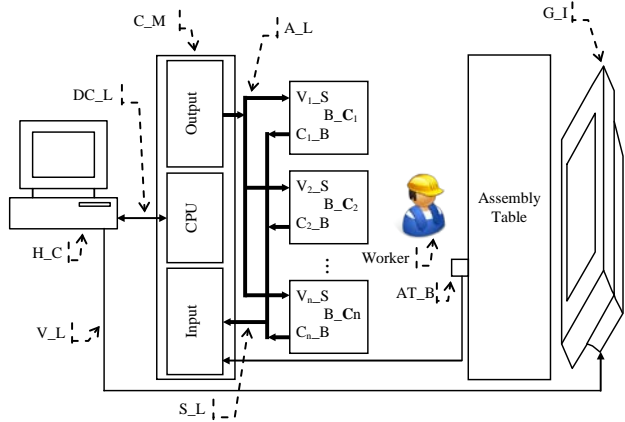 C_M
A_L
G_I
DC_L
Output
V₁_S
B_C₁
C₁_B
CPU
V₂_S
B_C₂
C₂_B
Assembly
Table
H_C
Worker
⋮
AT_B
Input
Vₙ_S
B_Cn
Cₙ_B
V_L
S_L